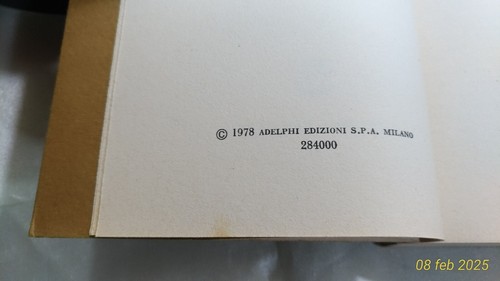 © 1978 ADELPHI EDIZIONI S.P.A. MILANO
284000
08 feb 2025